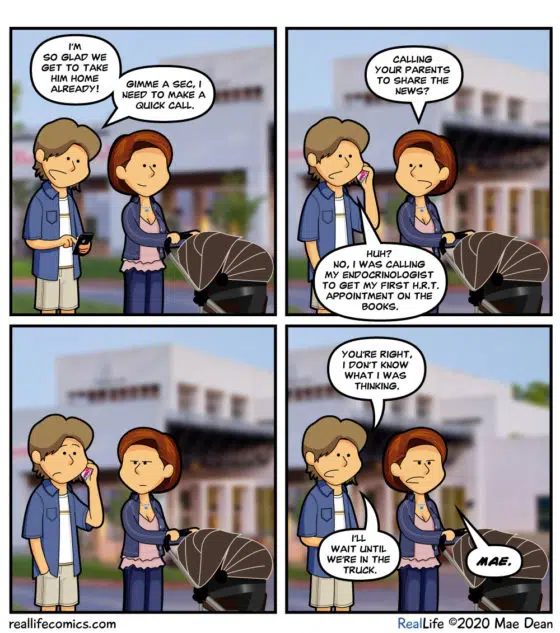 I'M
SO GLAD WE
GET TO TAKE
HIM HOME
ALREADY!
GIMME A SEC, I
NEED TO MAKE A
QUICK CALL.
CALLING
YOUR PARENTS
TO SHARE THE
NEWS?
HUH?
NO, I WAS CALLING
MY ENDOCRINOLOGIST
TO GET MY FIRST H.R.T.
APPOINTMENT ON THE
BOOKS.
YOU'RE RIGHT,
I DON'T KNOW
WHAT I WAS
THINKING.
I'LL
WAIT UNTIL
WE'RE IN THE
TRUCK.
MAE.
reallifecomics.com
RealLife ©2020 Mae Dean